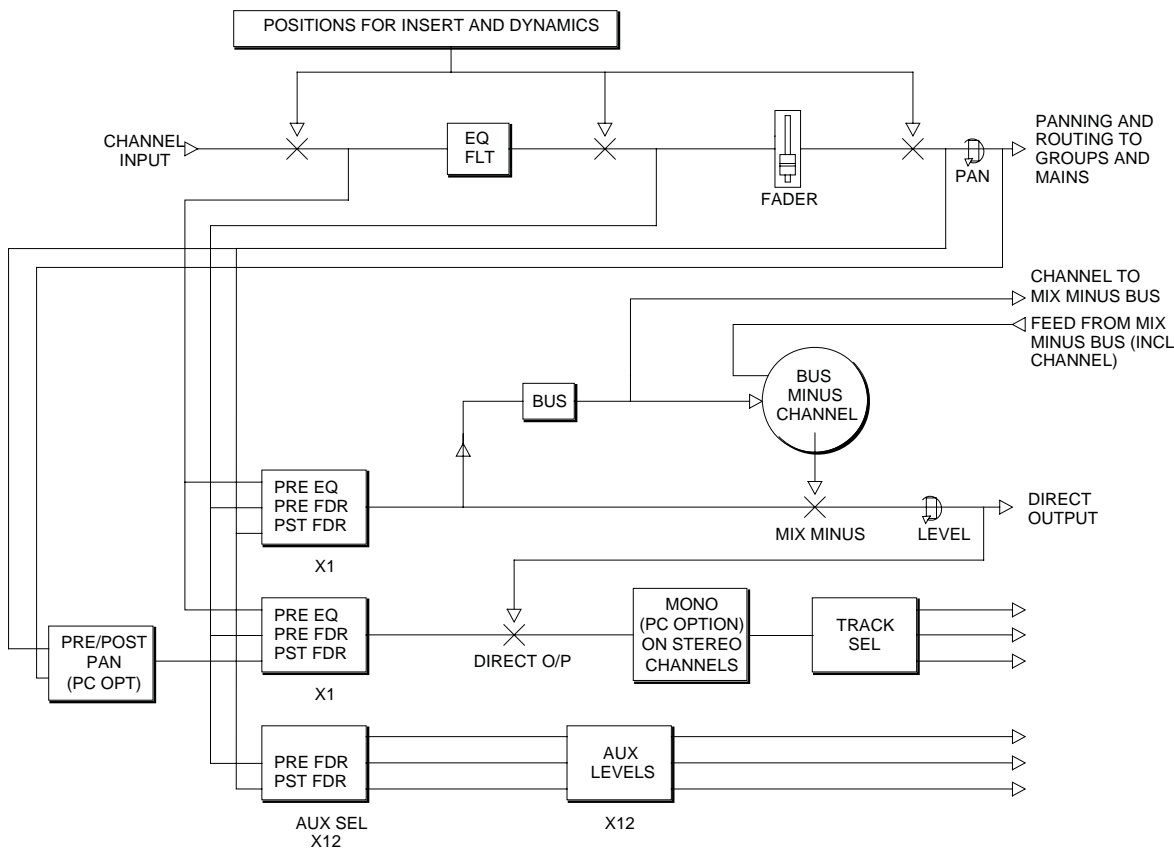 POSITIONS FOR INSERT AND DYNAMICS
CHANNEL
INPUT
EQ
FLT
FADER
PAN
PANNING AND
ROUTING TO
GROUPS AND
MAINS
CHANNEL TO
MIX MINUS BUS
FEED FROM MIX
MINUS BUS (INCL
CHANNEL)
BUS
MINUS
CHANNEL
BUS
PRE EQ
PRE FDR
PST FDR
X1
MIX MINUS
LEVEL
DIRECT
OUTPUT
PRE/POST
PAN
(PC OPT)
PRE EQ
PRE FDR
PST FDR
X1
DIRECT O/P
MONO
(PC OPTION)
ON STEREO
CHANNELS
TRACK
SEL
PRE FDR
PST FDR
AUX SEL
X12
AUX
LEVELS
X12